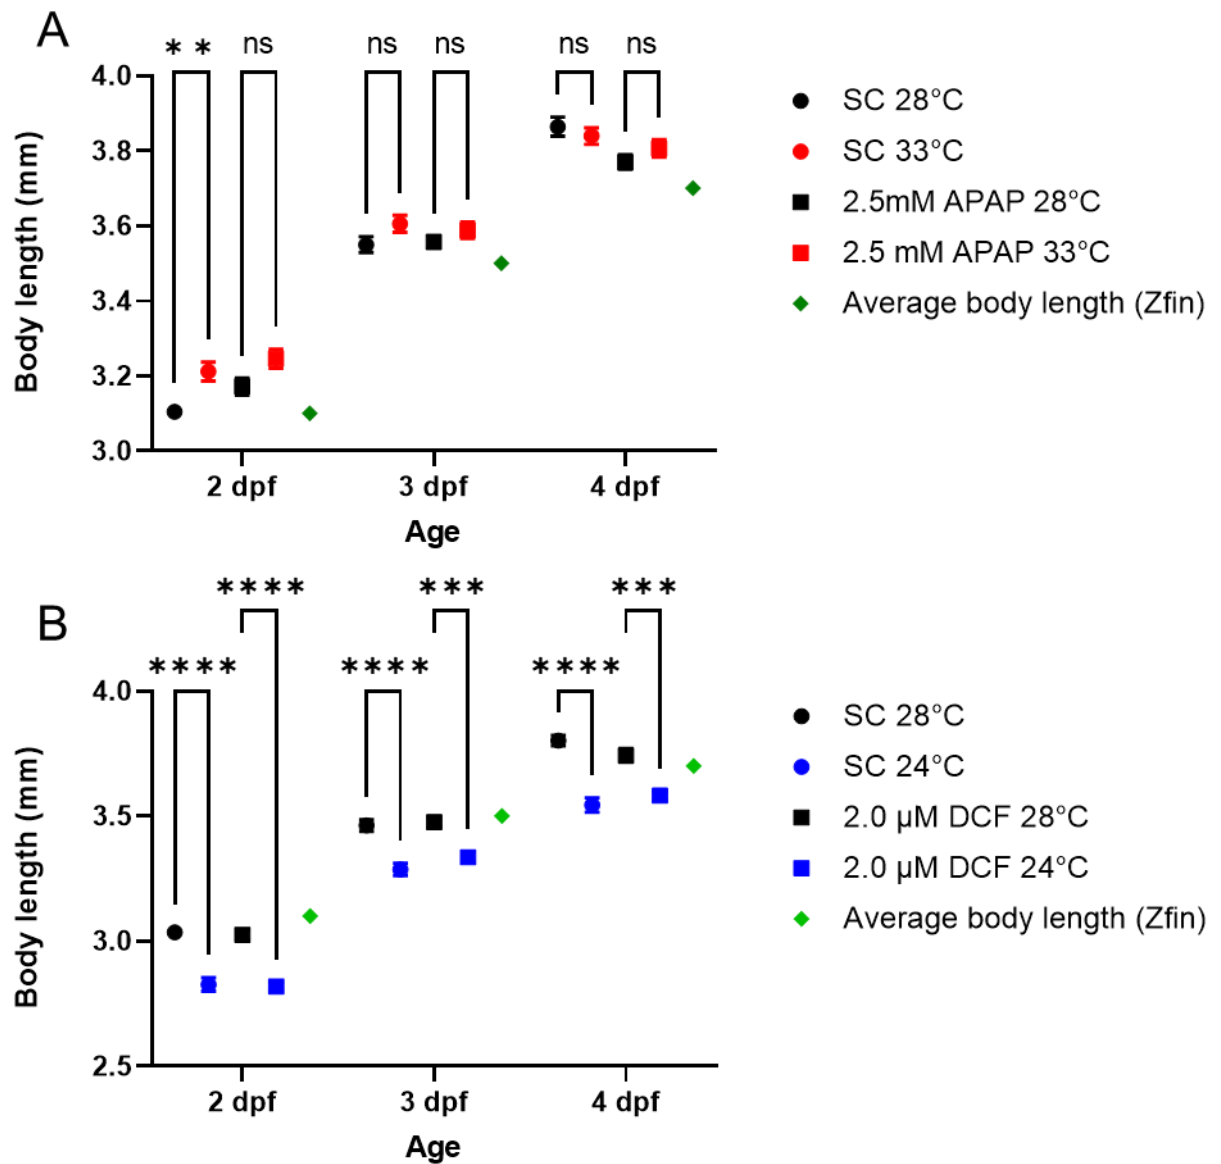 A
** ns ns ns ns ns
4.0
3.8
3.6
3.4
3.2
3.0
Body length (mm)
2 dpf 3 dpf 4 dpf
Age
SC 28°C
SC 33°C
2.5mM APAP 28°C
2.5 mM APAP 33°C
Average body length (Zfin)
B
**** *** ***
**** **** ****
4.0
3.5
3.0
2.5
Body length (mm)
2 dpf 3 dpf 4 dpf
Age
SC 28°C
SC 24°C
2.0 µM DCF 28°C
2.0 µM DCF 24°C
Average body length (Zfin)